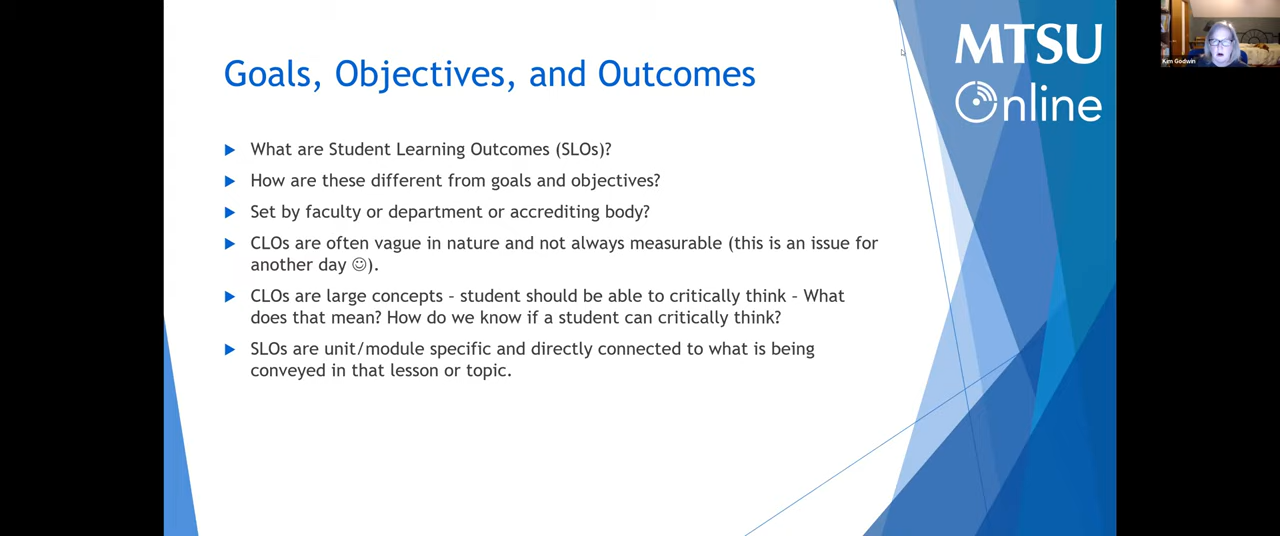 Goals, Objectives, and Outcomes
MTSU
Online
Kim Godwin
What are Student Learning Outcomes (SLOs)?
How are these different from goals and objectives?
Set by faculty or department or accrediting body?
CLOs are often vague in nature and not always measurable (this is an issue for
another day ☺).
CLOs are large concepts – student should be able to critically think – What
does that mean? How do we know if a student can critically think?
SLOs are unit/module specific and directly connected to what is being
conveyed in that lesson or topic.